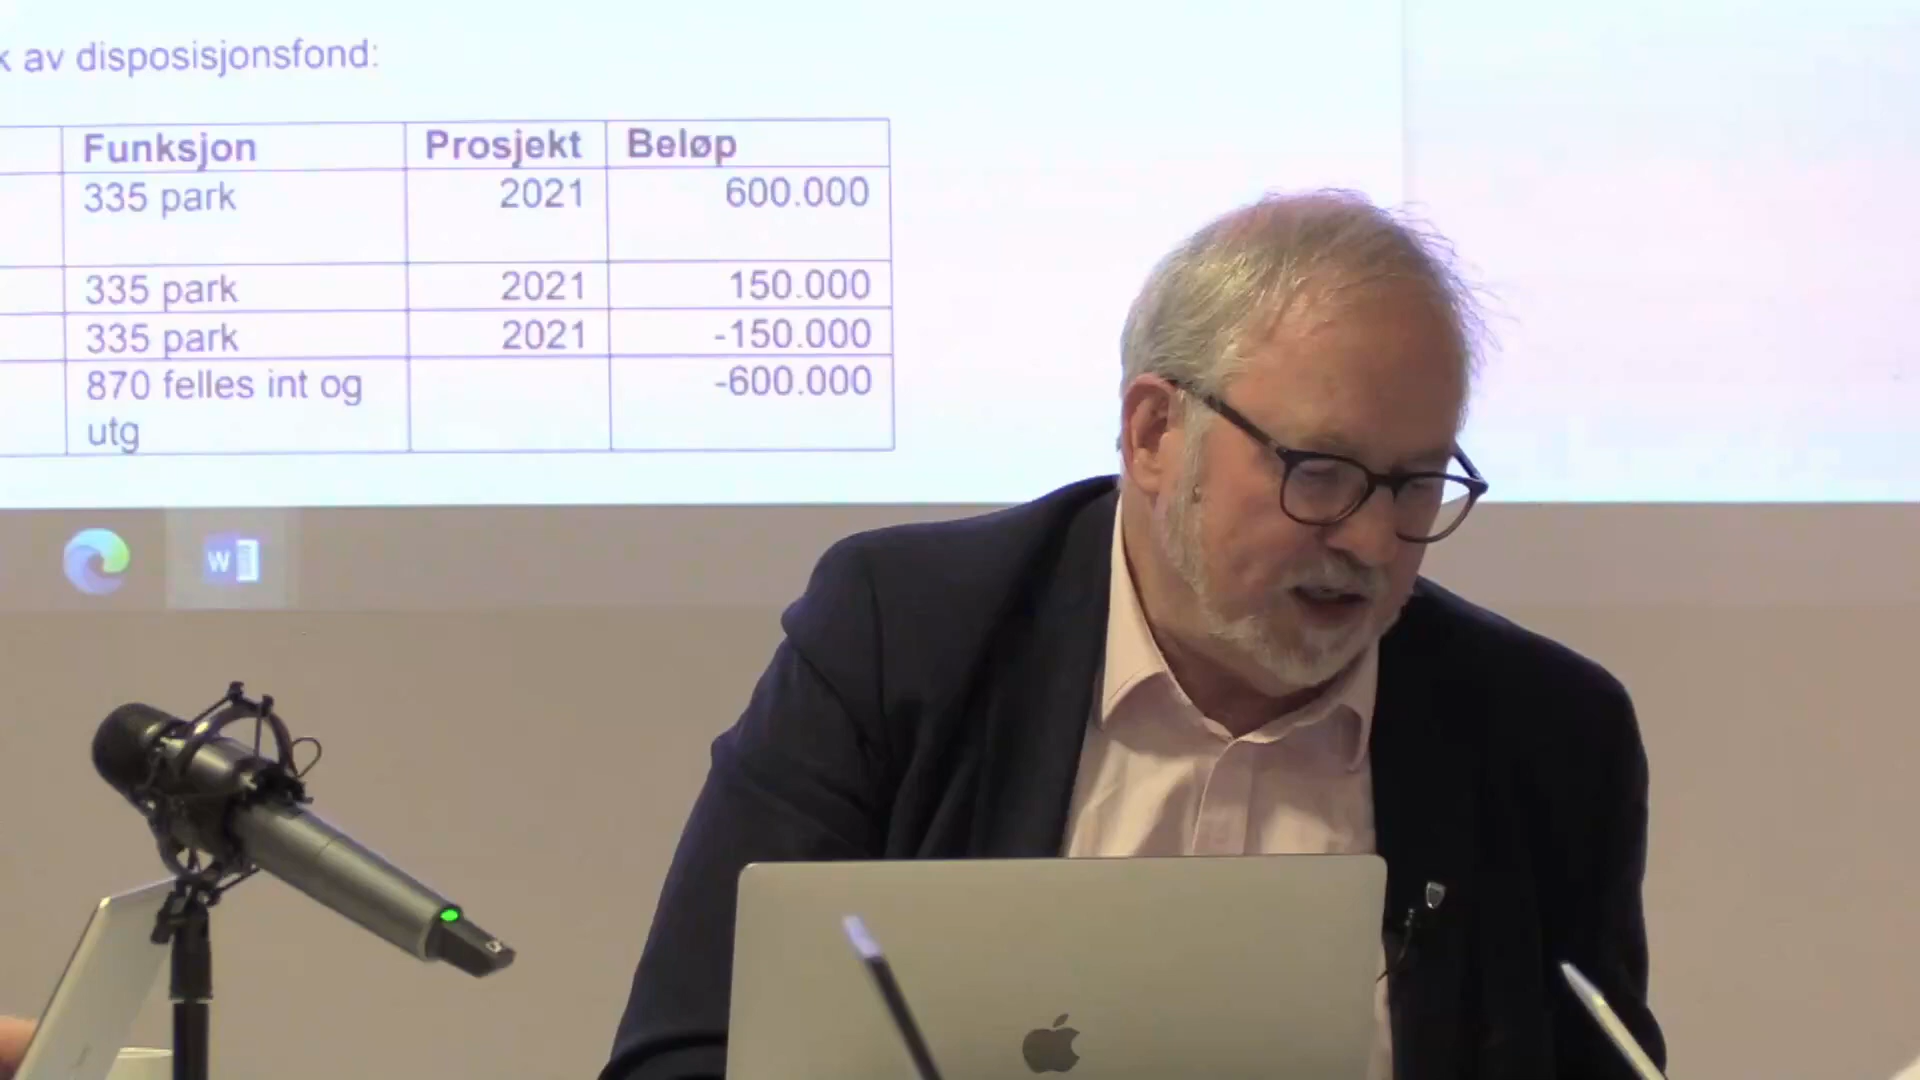 k av disposisjonsfond:
Funksjon Prosjekt Beløp
335 park 2021 600.000
335 park 2021 150.000
335 park 2021 -150.000
870 felles int og -600.000
utg
W